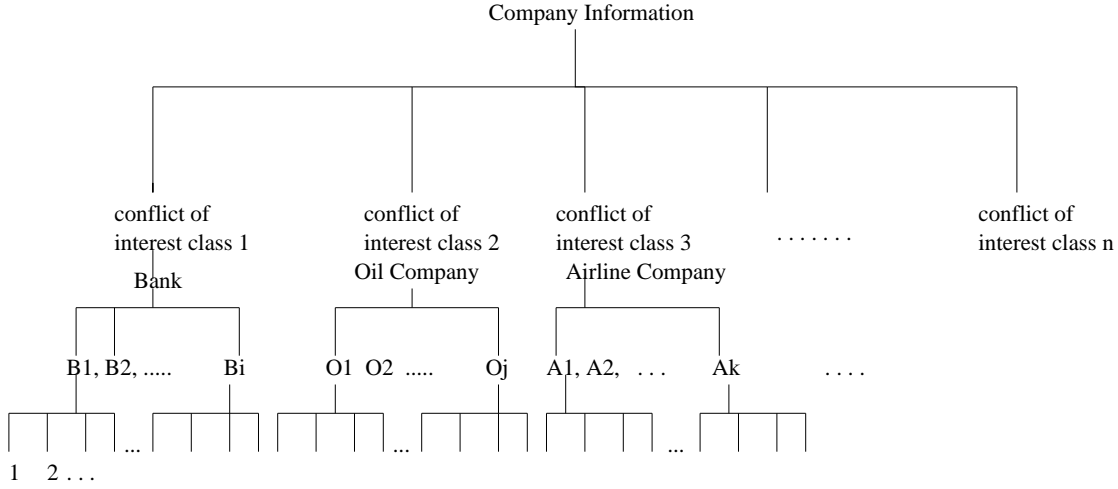 Company Information
conflict of
interest class 1
Bank
conflict of
interest class 2
Oil Company
conflict of
interest class 3
Airline Company
. . . . . . .
conflict of
interest class n
B1, B2, ..... Bi
O1 O2 ..... Oj
A1, A2, . . . Ak
. . . .
...
...
...
1 2 . . .